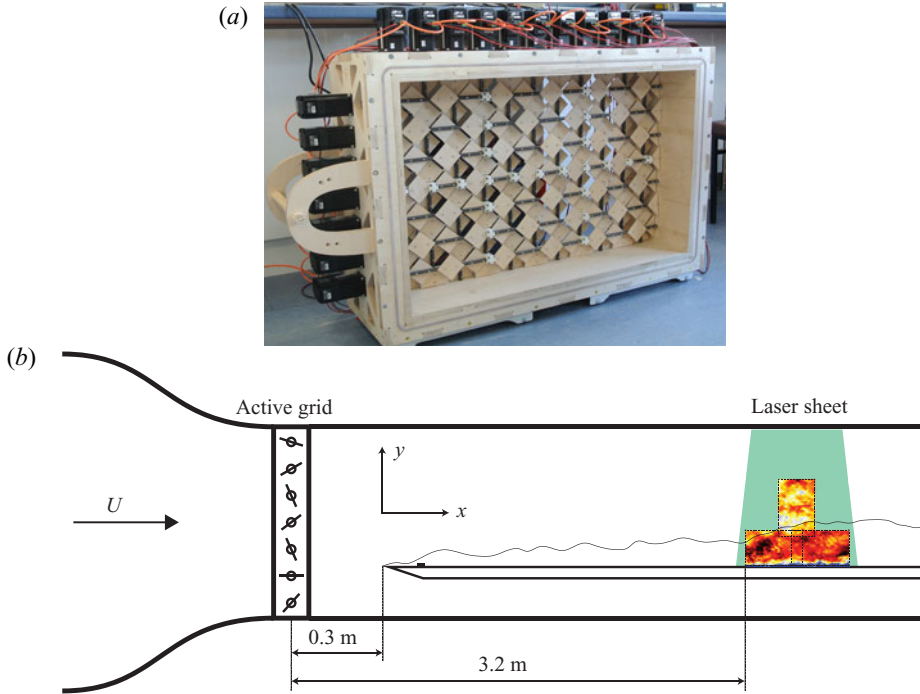 (a)
(b)
Active grid
Laser sheet
U
y
x
0.3 m
3.2 m